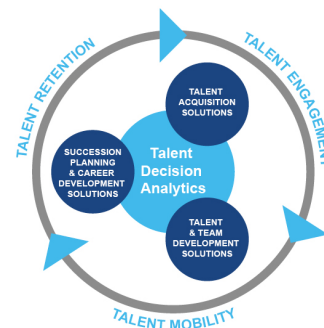 TALENT RETENTION
TALENT ENGAGEMENT
TALENT
ACQUISITION
SOLUTIONS
SUCCESSION
PLANNING
& CAREER
DEVELOPMENT
SOLUTIONS
Talent
Decision
Analytics
TALENT
& TEAM
DEVELOPMENT
SOLUTIONS
TALENT MOBILITY